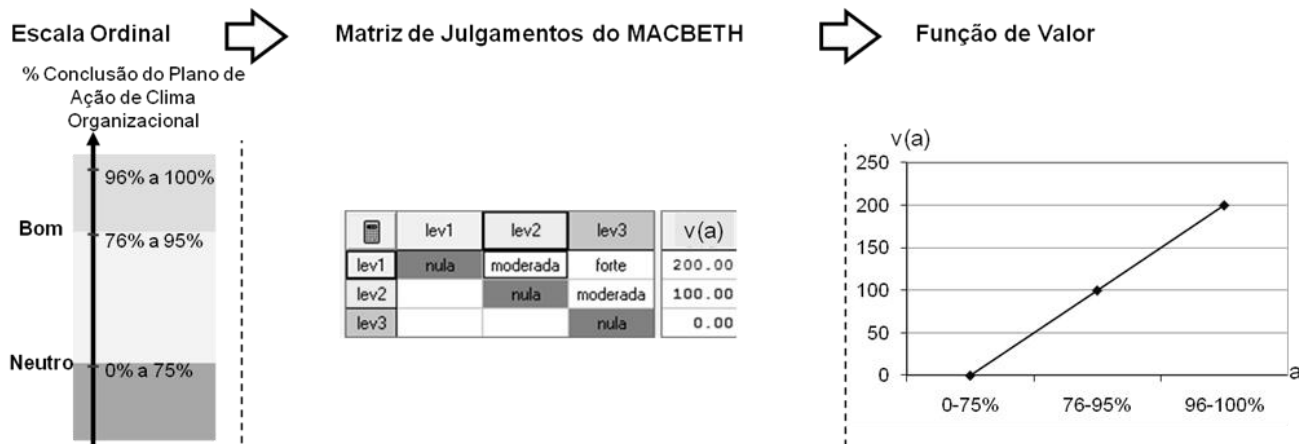 Escala Ordinal
Matriz de Julgamentos do MACBETH
Função de Valor
% Conclusão do Plano de
Ação de Clima
Organizacional
96% a 100%
Bom
76% a 95%
Neutro
0% a 75%
lev1 lev2 lev3 v(a)
lev1 nula moderada forte 200.00
lev2 nula moderada 100.00
lev3 nula 0.00
v(a)
250
200
150
100
50
0
a
0-75% 76-95% 96-100%